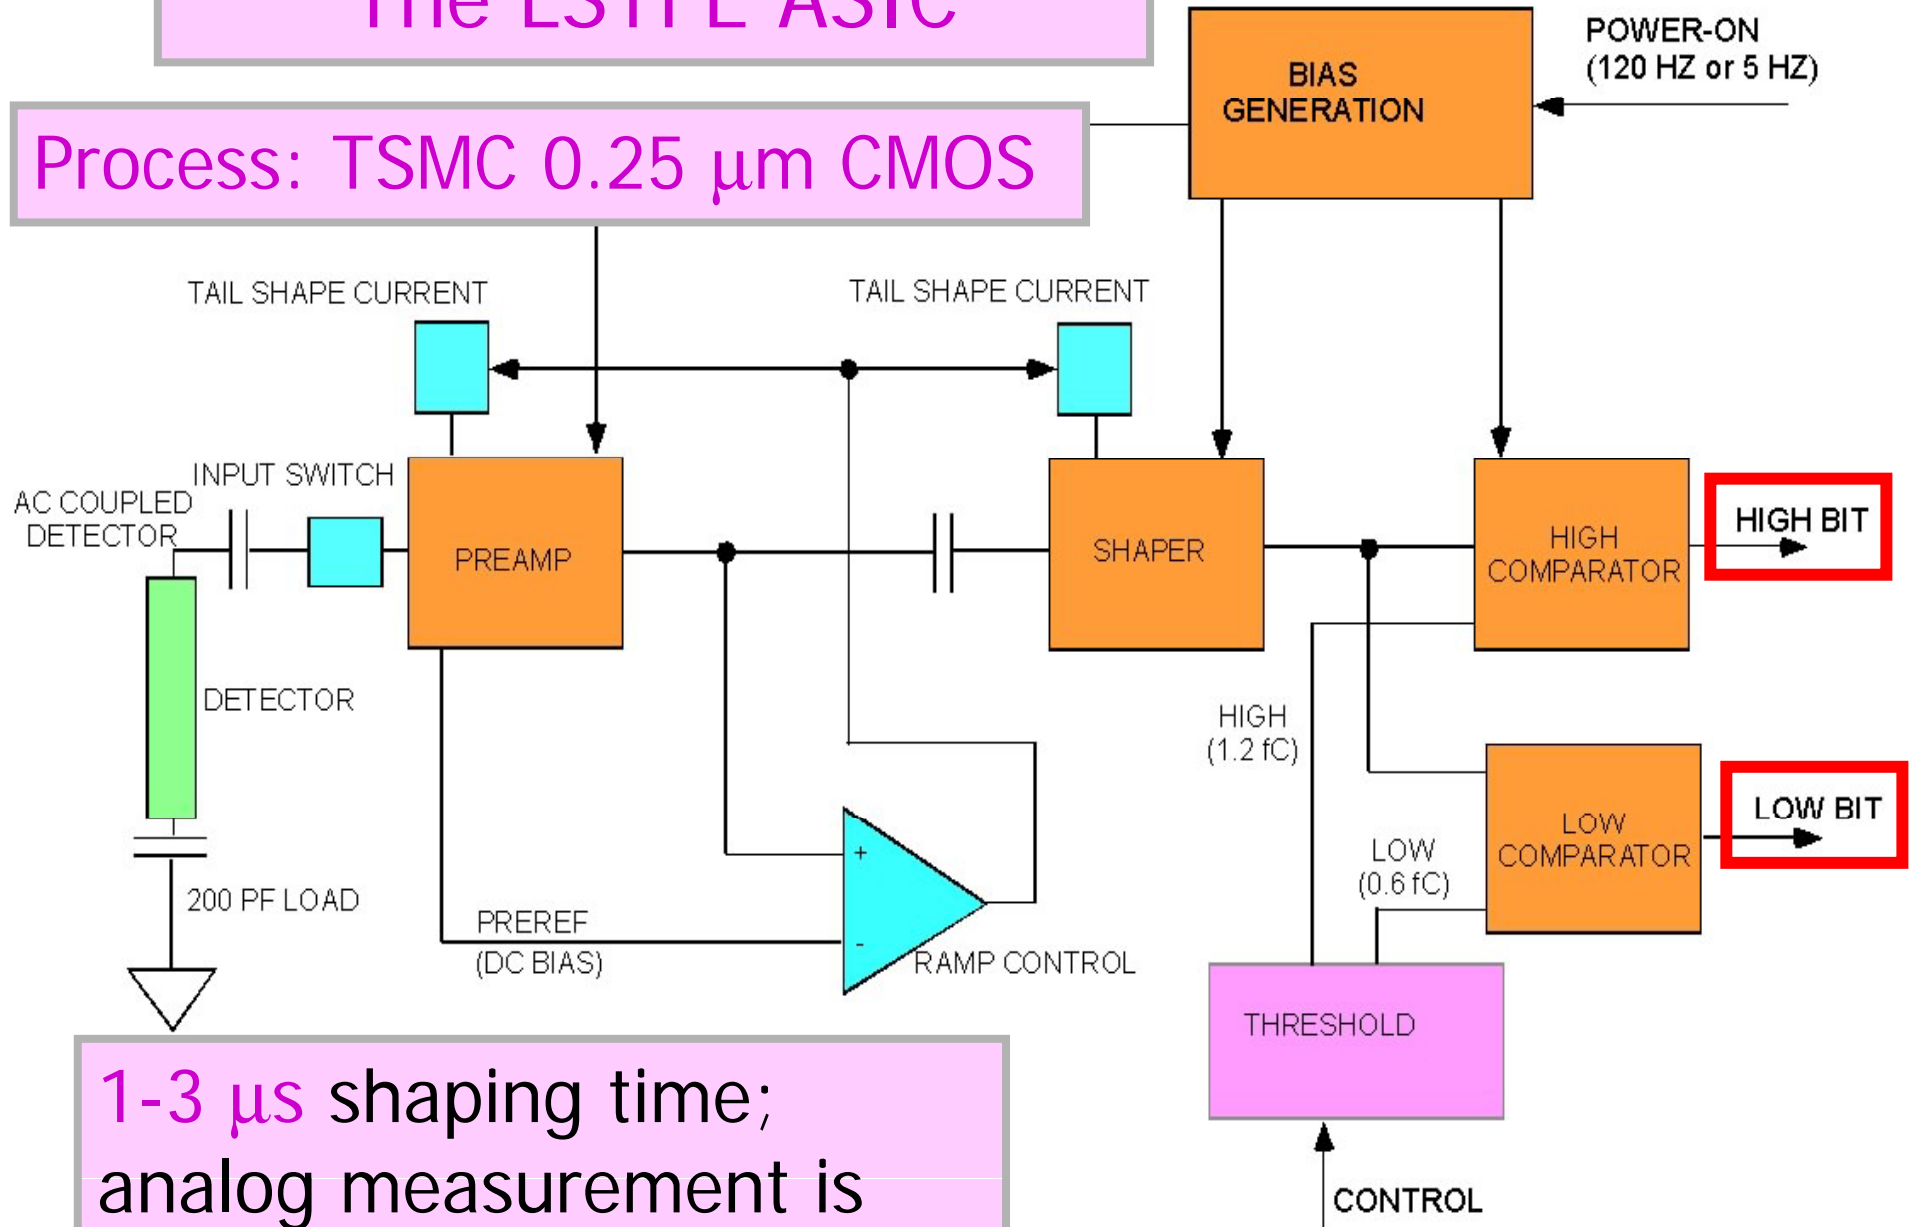 The LSTFE ASIC
Process: TSMC 0.25 μm CMOS
BIAS
GENERATION
POWER-ON
(120 HZ or 5 HZ)
TAIL SHAPE CURRENT
TAIL SHAPE CURRENT
INPUT SWITCH
AC COUPLED
DETECTOR
PREAMP
SHAPER
HIGH
COMPARATOR
HIGH BIT
DETECTOR
HIGH
(1.2 fC)
LOW
COMPARATOR
LOW BIT
LOW
(0.6 fC)
+
-
200 PF LOAD
PREREF
(DC BIAS)
RAMP CONTROL
THRESHOLD
CONTROL
1-3 μs shaping time;
analog measurement is